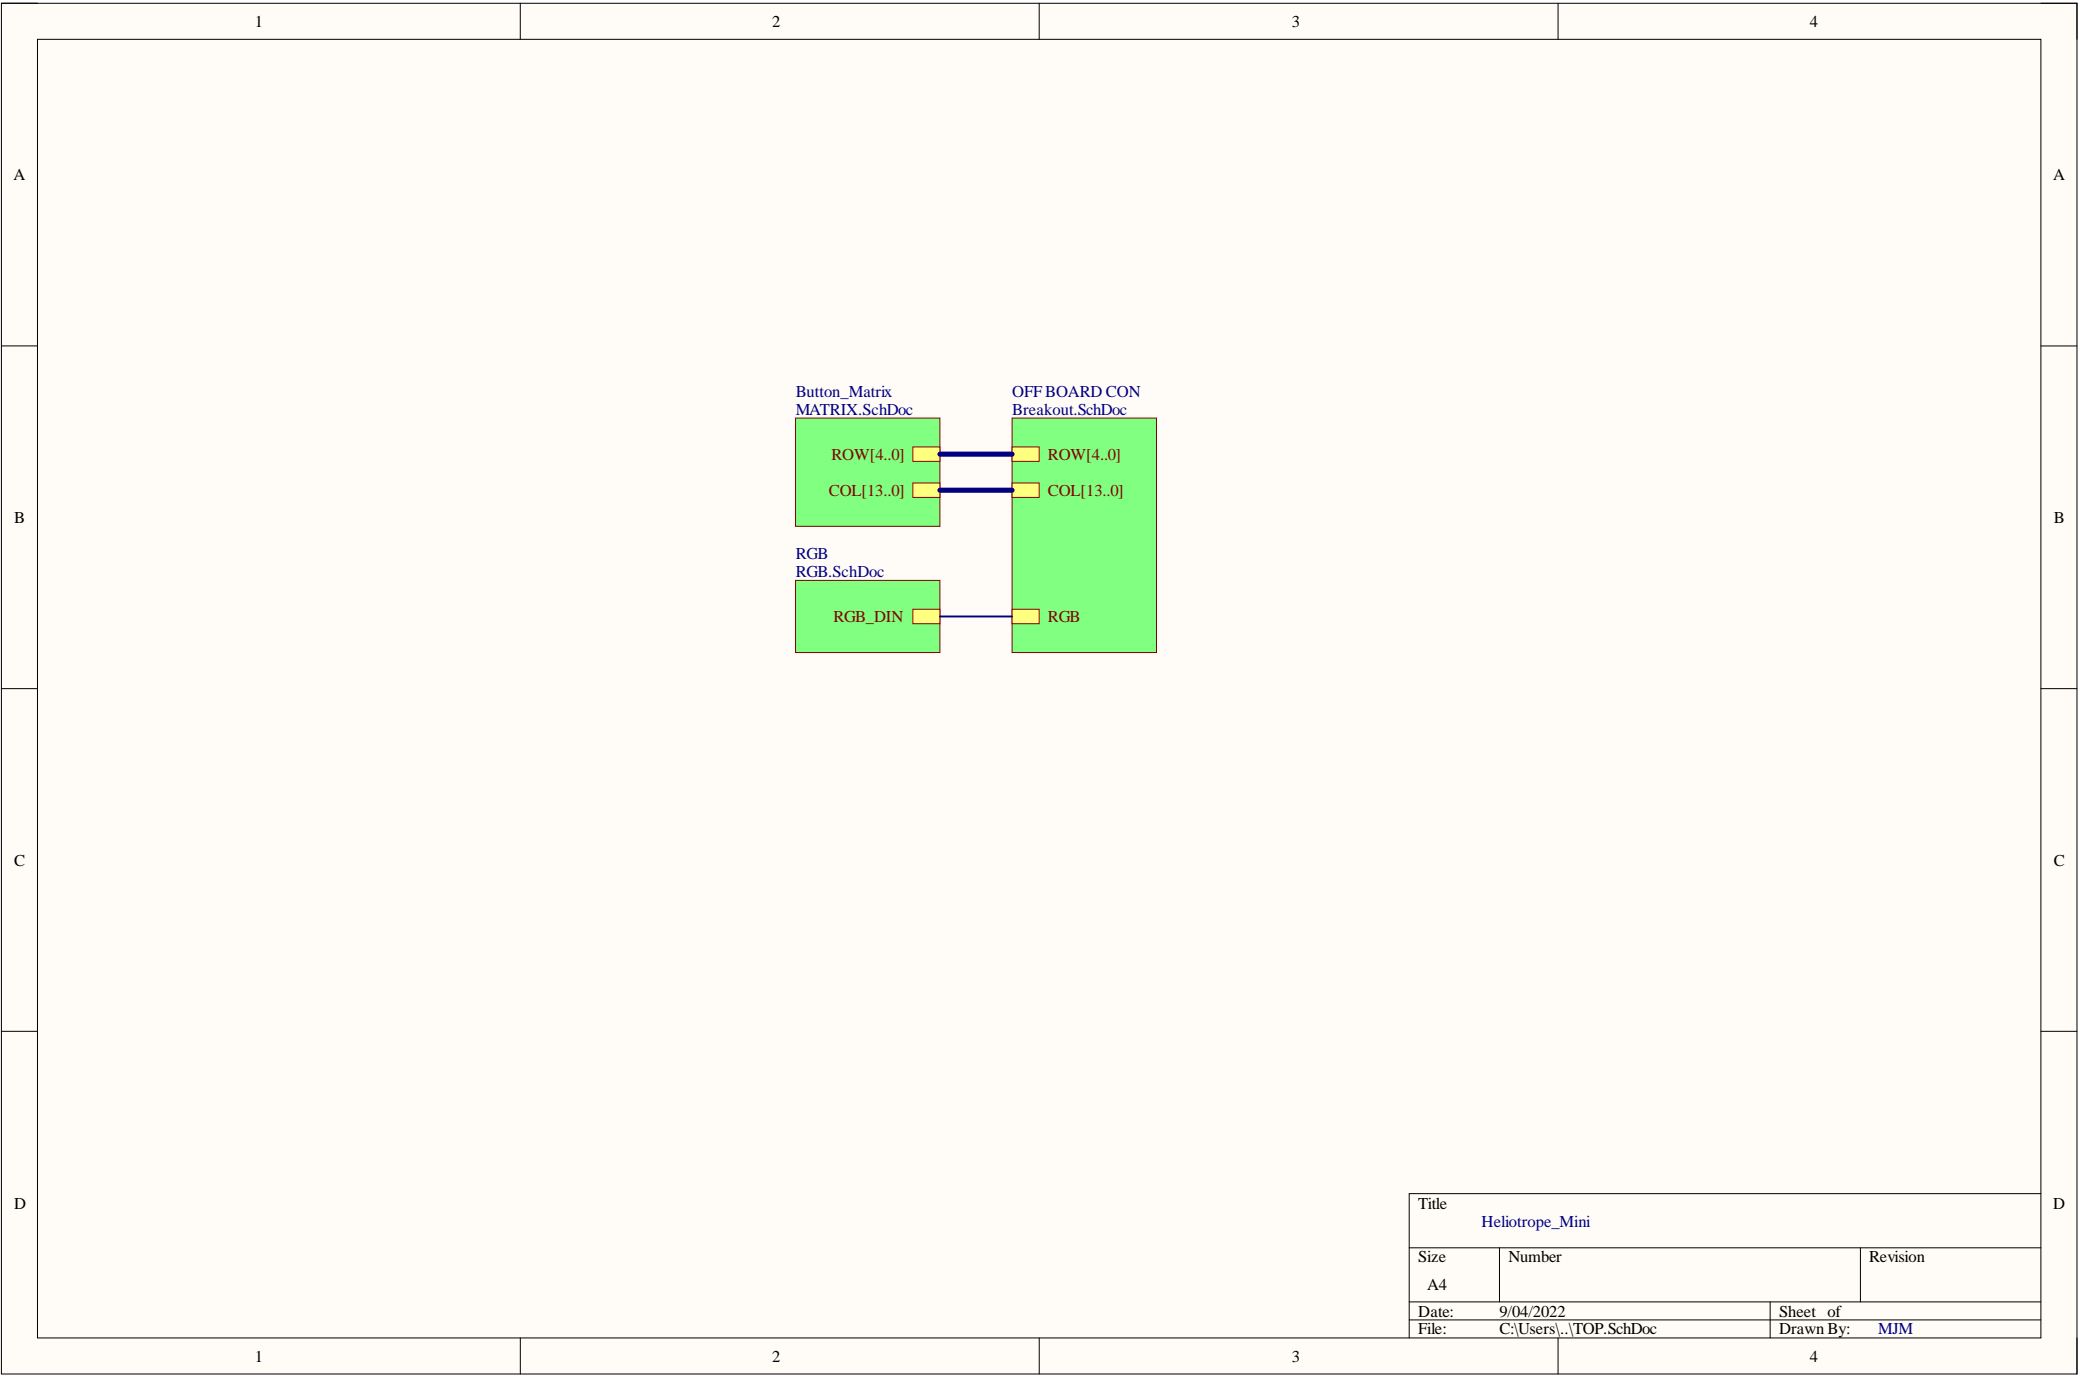 1 2 3 4
A A
Button_Matrix OFF BOARD CON
MATRIX.SchDoc Breakout.SchDoc
ROW[4..0] ROW[4..0]
COL[13..0] COL[13..0]
B B
RGB
RGB.SchDoc
RGB_DIN RGB
C C
D D
Title
Heliotrope_Mini
Size Number Revision
A4
Date: 9/04/2022 Sheet of
File: C:\Users\..\TOP.SchDoc Drawn By: MJM
1 2 3 4